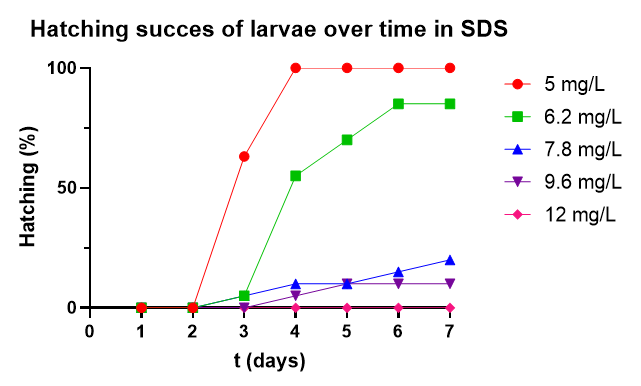 Hatching succes of larvae over time in SDS
Hatching (%)
100
50
0
0 1 2 3 4 5 6 7
t (days)
5 mg/L
6.2 mg/L
7.8 mg/L
9.6 mg/L
12 mg/L